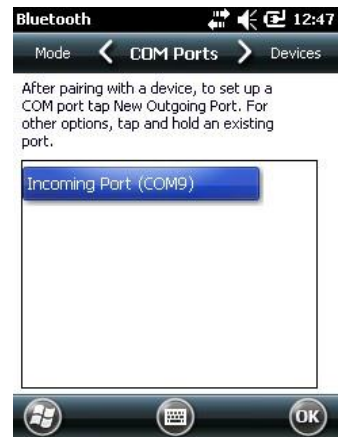 Bluetooth 12:47
Mode COM Ports Devices
After pairing with a device, to set up a
COM port tap New Outgoing Port. For
other options, tap and hold an existing
port.
Incoming Port (COM9)
OK